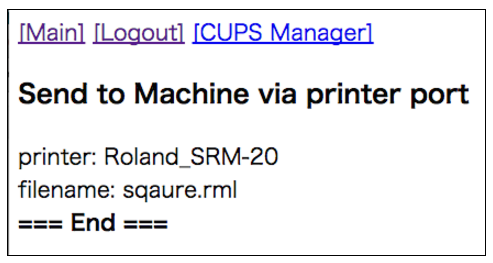 [Main] [Logout] [CUPS Manager]
Send to Machine via printer port
printer: Roland_SRM-20
filename: sqaure.rml
=== End ===